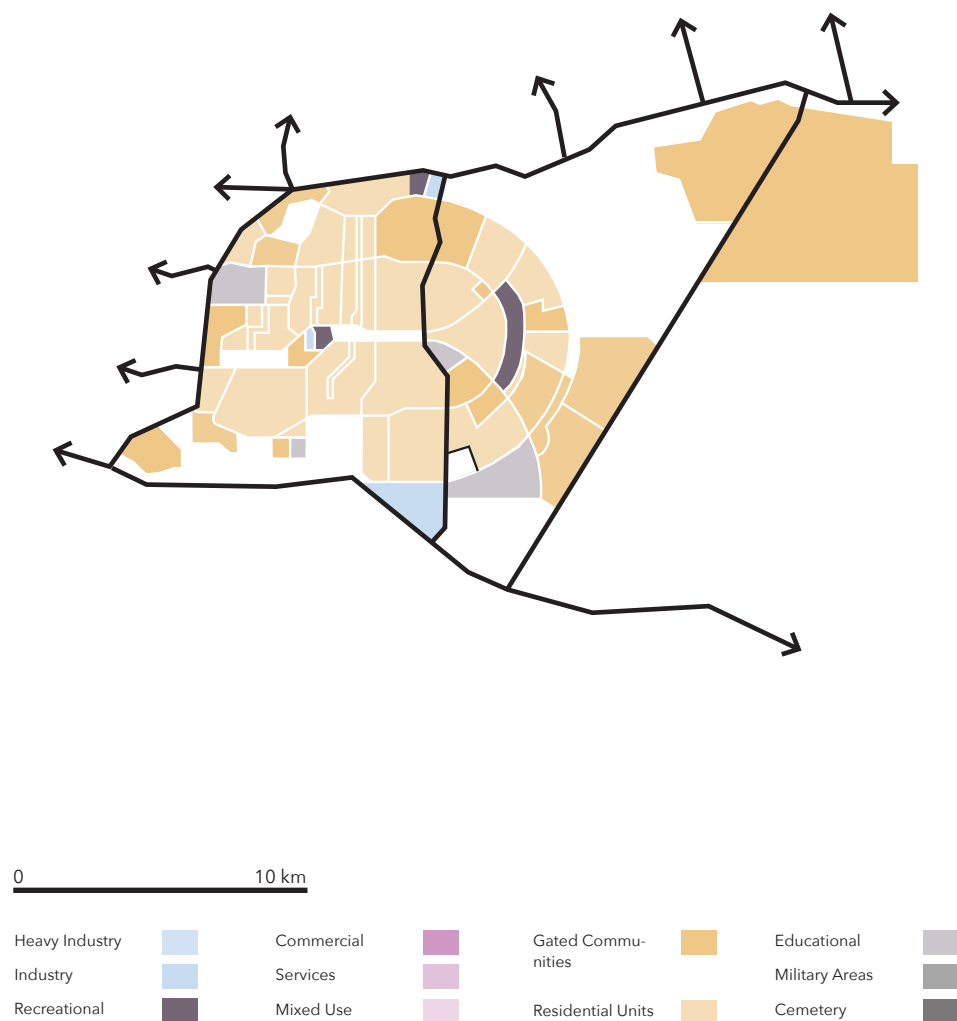 0 10 km
Heavy Industry
Industry
Recreational
Commercial
Services
Mixed Use
Gated Commu-
nities
Residential Units
Educational
Military Areas
Cemetery